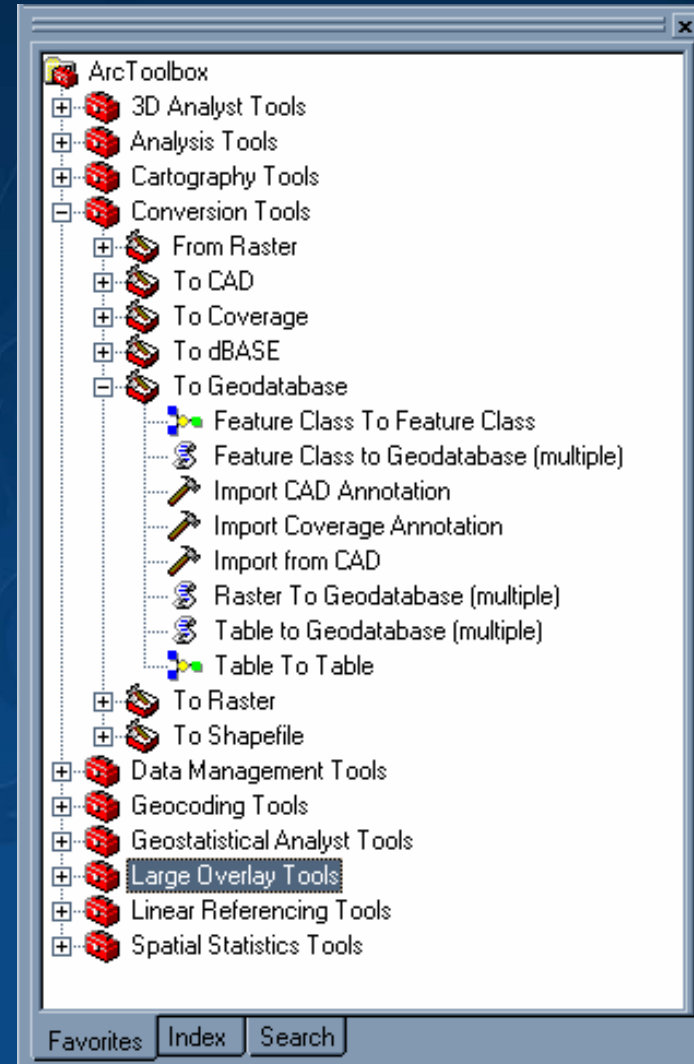 ArcToolbox
3D Analyst Tools
Analysis Tools
Cartography Tools
Conversion Tools
From Raster
To CAD
To Coverage
To dBASE
To Geodatabase
Feature Class To Feature Class
Feature Class to Geodatabase (multiple)
Import CAD Annotation
Import Coverage Annotation
Import from CAD
Raster To Geodatabase (multiple)
Table to Geodatabase (multiple)
Table To Table
To Raster
To Shapefile
Data Management Tools
Geocoding Tools
Geostatistical Analyst Tools
Large Overlay Tools
Linear Referencing Tools
Spatial Statistics Tools
Favorites Index Search